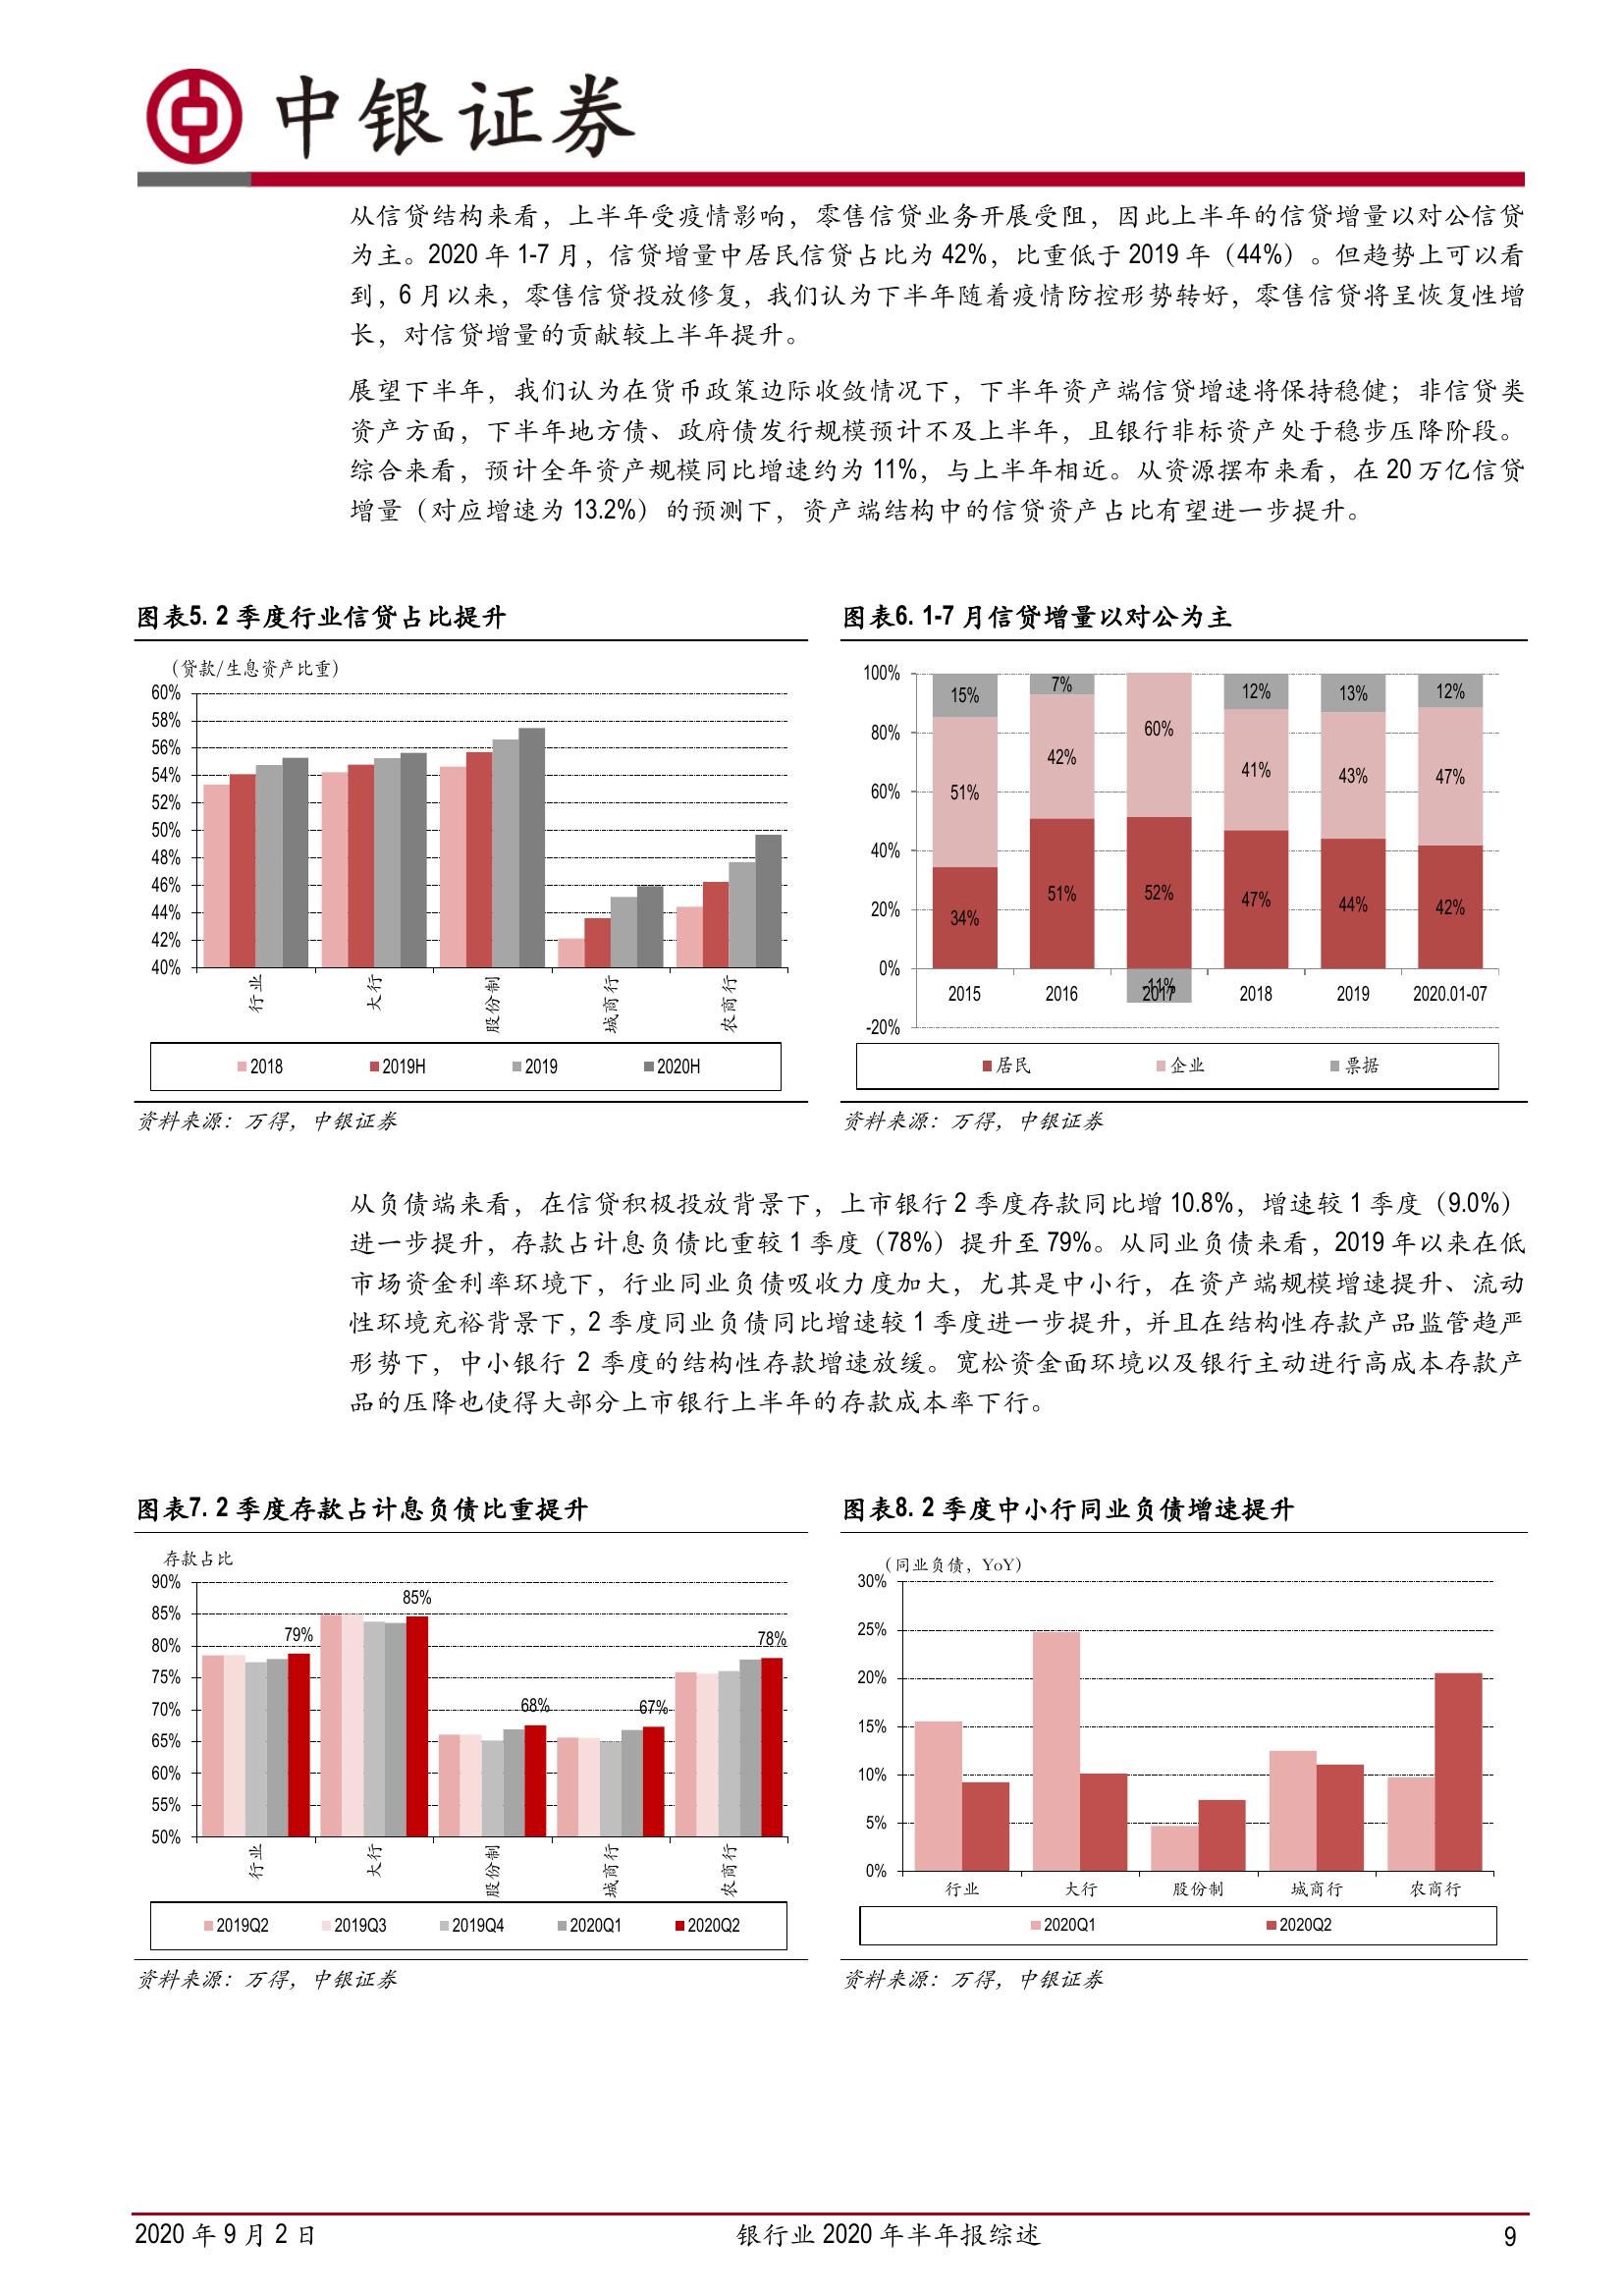 中银证券
从信贷结构来看，上半年受疫情影响，零售信贷业务开展受阻，因此上半年的信贷增量以对公信贷
为主。2020 年 1-7 月，信贷增量中居民信贷占比为 42%，比重低于 2019 年（44%）。但趋势上可以看
到，6 月以来，零售信贷投放修复，我们认为下半年随着疫情防控形势转好，零售信贷将呈恢复性增
长，对信贷增量的贡献较上半年提升。
展望下半年，我们认为在货币政策边际收敛情况下，下半年资产端信贷增速将保持稳健；非信贷类
资产方面，下半年地方债、政府债发行规模预计不及上半年，且银行非标资产处于稳步压降阶段。
综合来看，预计全年资产规模同比增速约为 11%，与上半年相近。从资源摆布来看，在 20 万亿信贷
增量（对应增速为 13.2%）的预测下，资产端结构中的信贷资产占比有望进一步提升。
图表5. 2 季度行业信贷占比提升
（贷款/生息资产比重）
60%
58%
56%
54%
52%
50%
48%
46%
44%
42%
40%
行业
大行
股份制
城商行
农商行
2018 2019H 2019 2020H
资料来源：万得，中银证券
图表6. 1-7 月信贷增量以对公为主
100%
80%
60%
40%
20%
0%
-20%
15% 7% 12% 13% 12%
51% 42% 60% 41% 43% 47%
34% 51% 52% 47% 44% 42%
-11%
2015 2016 2017 2018 2019 2020.01-07
居民 企业 票据
资料来源：万得，中银证券
从负债端来看，在信贷积极投放背景下，上市银行 2 季度存款同比增 10.8%，增速较 1 季度（9.0%）
进一步提升，存款占计息负债比重较 1 季度（78%）提升至 79%。从同业负债来看，2019 年以来在低
市场资金利率环境下，行业同业负债吸收力度加大，尤其是中小行，在资产端规模增速提升、流动
性环境充裕背景下，2 季度同业负债同比增速较 1 季度进一步提升，并且在结构性存款产品监管趋严
形势下，中小银行 2 季度的结构性存款增速放缓。宽松资金面环境以及银行主动进行高成本存款产
品的压降也使得大部分上市银行上半年的存款成本率下行。
图表7. 2 季度存款占计息负债比重提升
存款占比
90%
85%
80%
75%
70%
65%
60%
55%
50%
79% 85% 68% 67% 78%
行业
大行
股份制
城商行
农商行
2019Q2 2019Q3 2019Q4 2020Q1 2020Q2
资料来源：万得，中银证券
图表8. 2 季度中小行同业负债增速提升
（同业负债，YoY）
30%
25%
20%
15%
10%
5%
0%
行业 大行 股份制 城商行 农商行
2020Q1 2020Q2
资料来源：万得，中银证券
2020 年 9 月 2 日 银行业 2020 年半年报综述 9